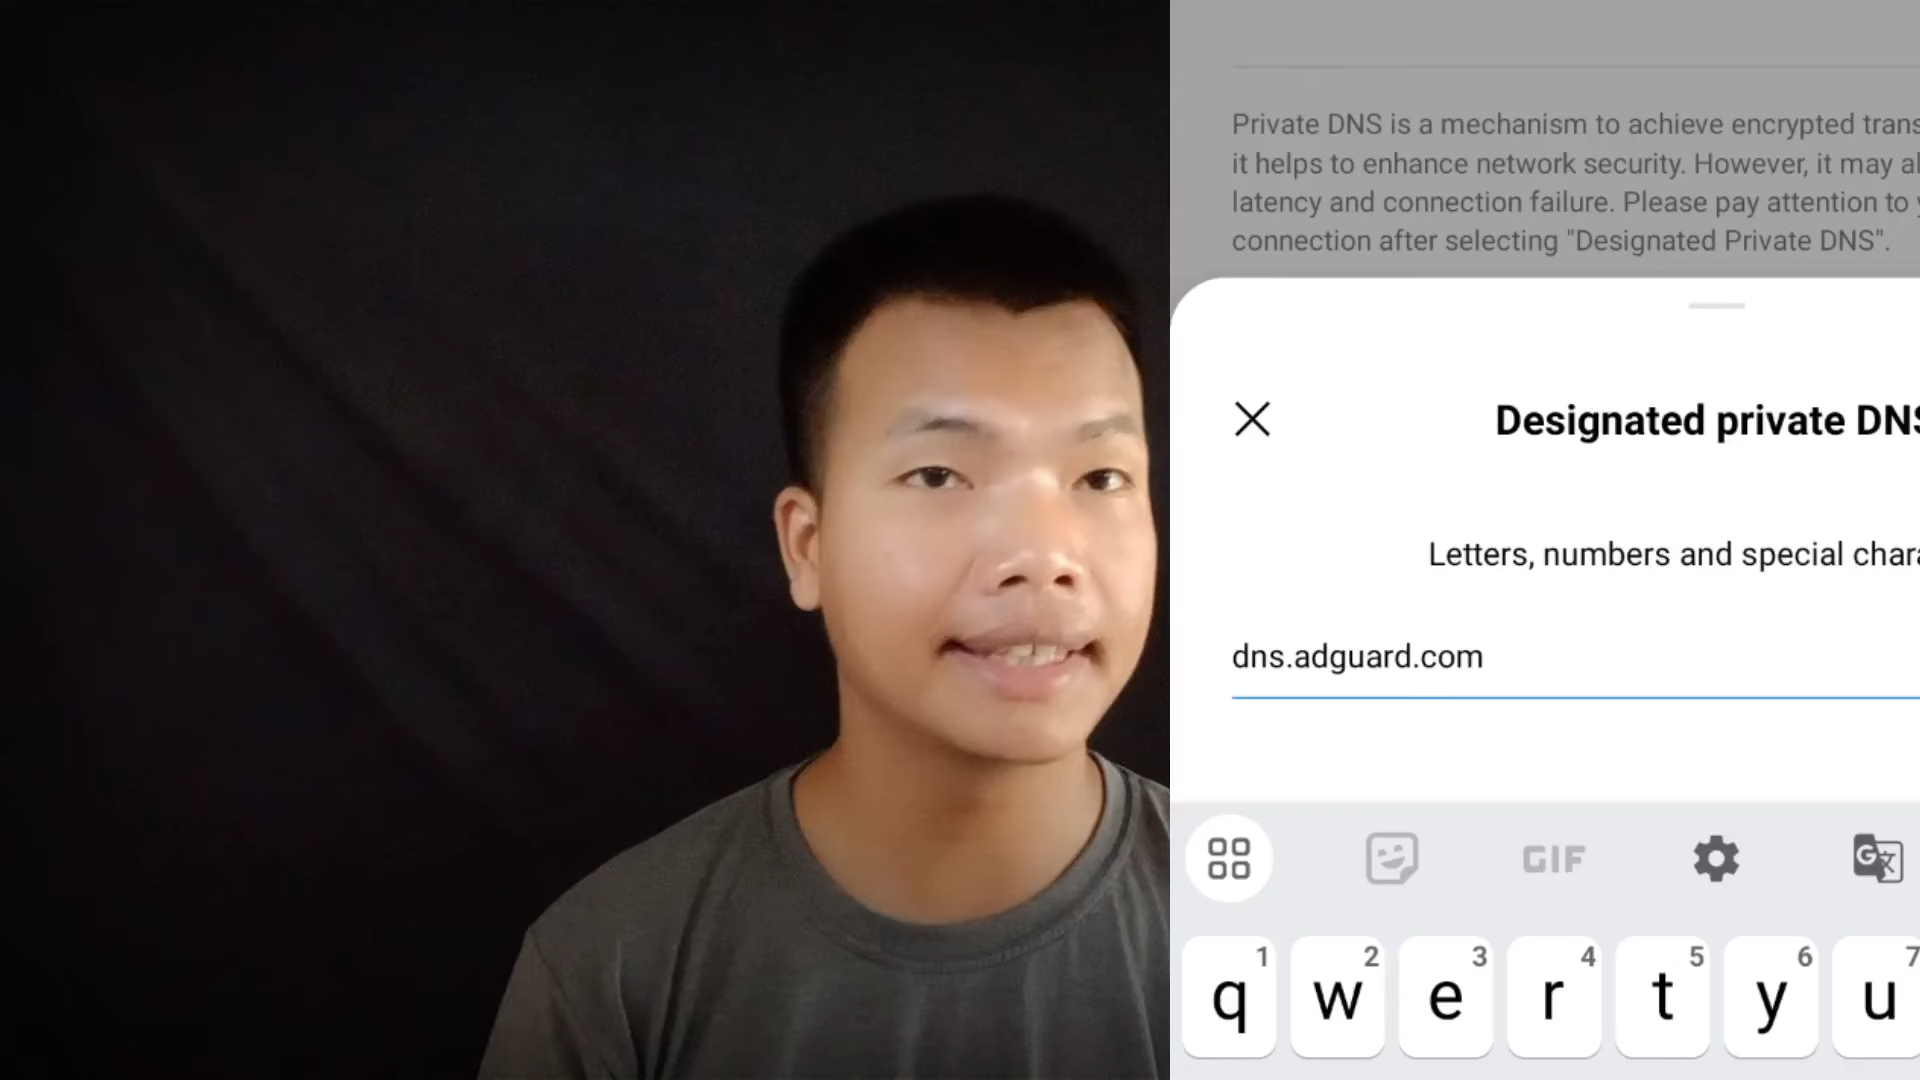 Private DNS is a mechanism to achieve encrypted trans
it helps to enhance network security. However, it may al
latency and connection failure. Please pay attention to y
connection after selecting "Designated Private DNS".
Designated private DNS
Letters, numbers and special chara
dns.adguard.com
GIF
1 2 3 4 5 6 7
q w e r t y u